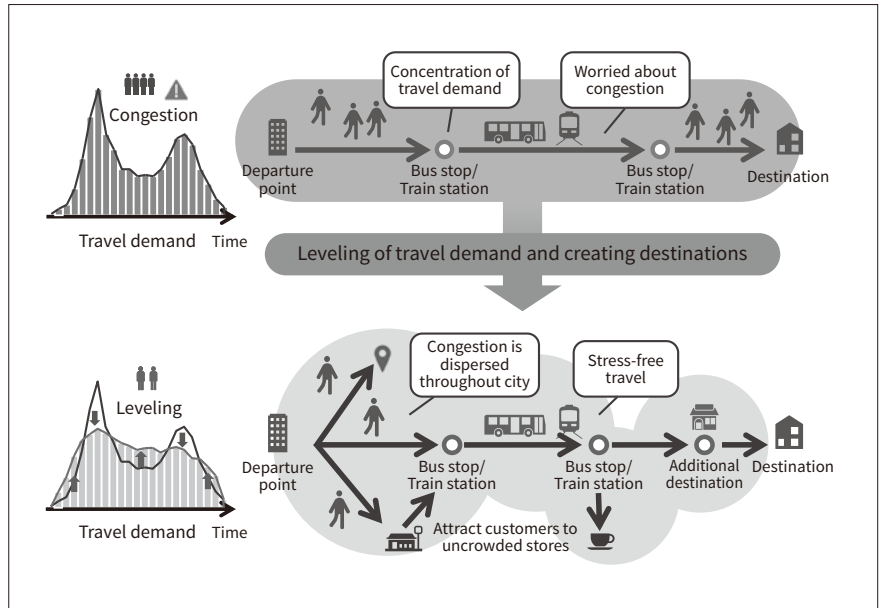 Congestion
Travel demand
Time
Concentration of
travel demand
Worried about
congestion
Departure
point
Bus stop/
Train station
Bus stop/
Train station
Destination
Leveling of travel demand and creating destinations
Leveling
Travel demand
Time
Congestion is
dispersed
throughout city
Stress-free
travel
Departure
point
Bus stop/
Train station
Bus stop/
Train station
Additional
destination
Destination
Attract customers to
uncrowded stores